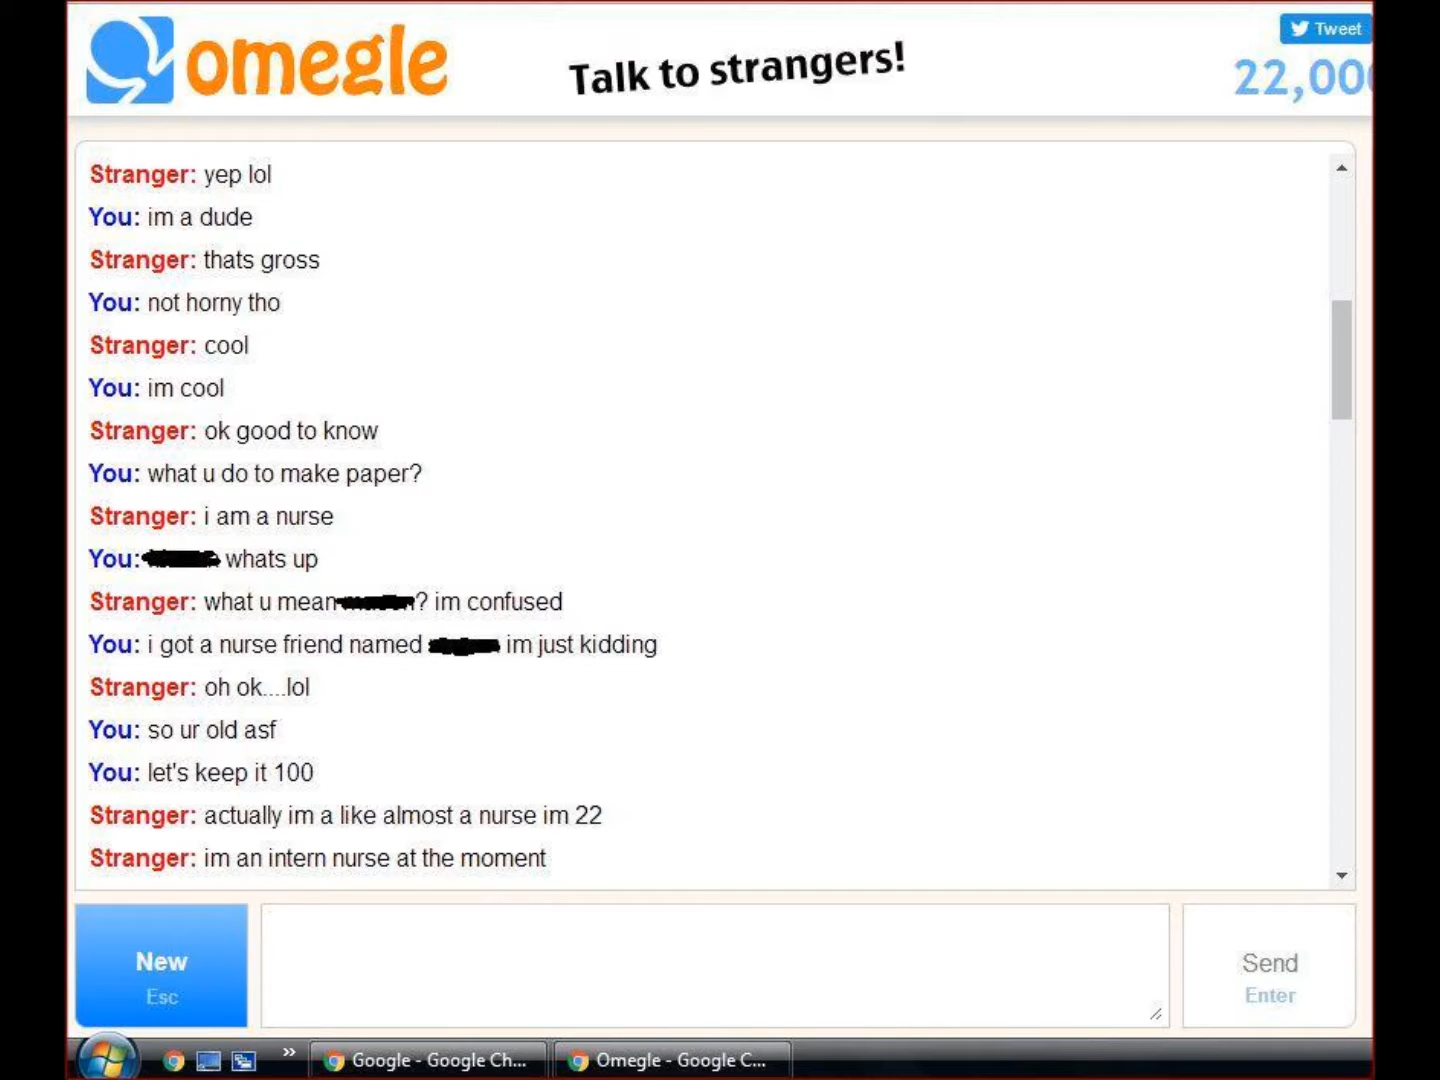 omegle
Talk to strangers!
Tweet
22,00
Stranger: yep lol
You: im a dude
Stranger: thats gross
You: not horny tho
Stranger: cool
You: im cool
Stranger: ok good to know
You: what u do to make paper?
Stranger: i am a nurse
You: whats up
Stranger: what u mean ? im confused
You: i got a nurse friend named im just kidding
Stranger: oh ok....lol
You: so ur old asf
You: let's keep it 100
Stranger: actually im a like almost a nurse im 22
Stranger: im an intern nurse at the moment
New
Esc
Send
Enter
» Google - Google Ch... Omegle - Google C...